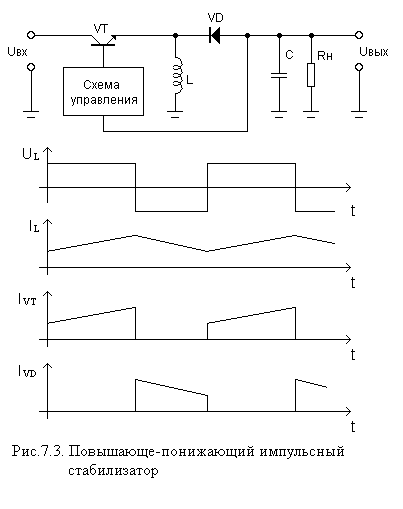 VT
VD
Uвх
Uвых
Схема
управления
L
C
Rн
UL
t
IL
t
IVT
t
IVD
t
Рис.7.3. Повышающе-понижающий импульсный
стабилизатор